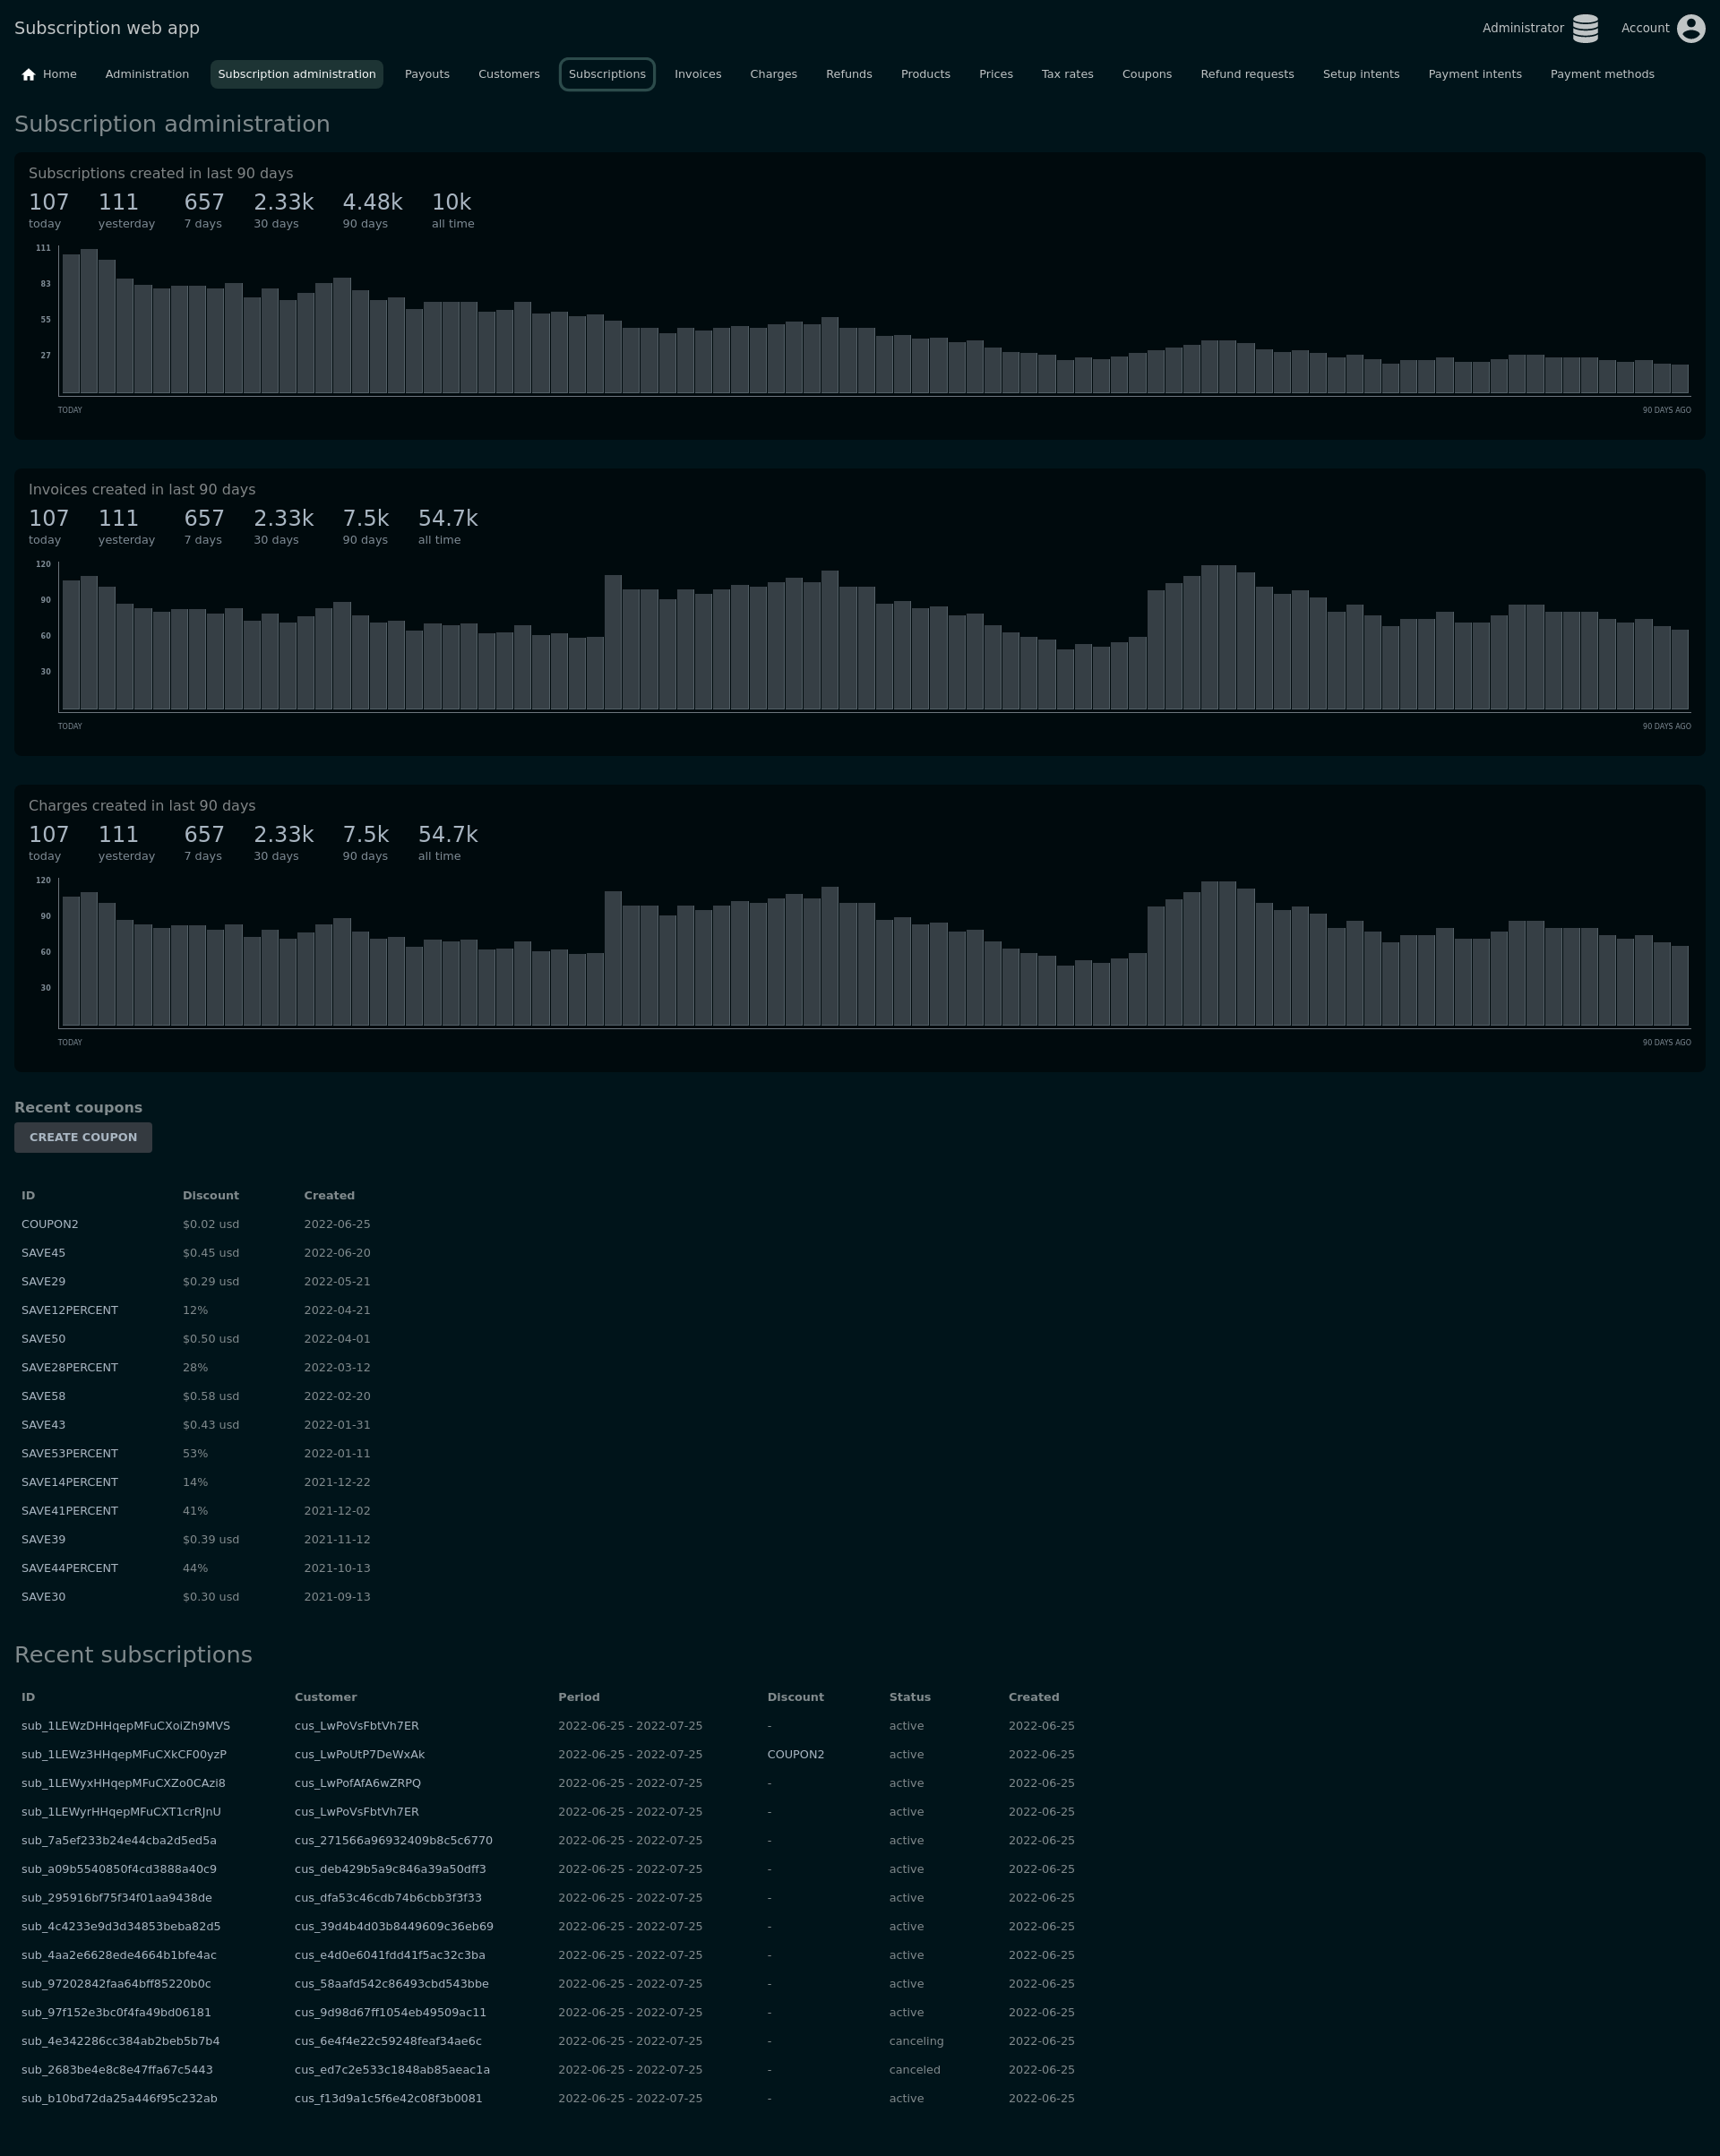 Subscription web app Administrator Account
Home Administration Subscription administration Payouts Customers Subscriptions Invoices Charges Refunds Products Prices Tax rates Coupons Refund requests Setup intents Payment intents Payment methods
Subscription administration
Subscriptions created in last 90 days
107 111 657 2.33k 4.48k 10k
today yesterday 7 days 30 days 90 days all time
111
83
55
27
TODAY 90 DAYS AGO
Invoices created in last 90 days
107 111 657 2.33k 7.5k 54.7k
today yesterday 7 days 30 days 90 days all time
120
90
60
30
TODAY 90 DAYS AGO
Charges created in last 90 days
107 111 657 2.33k 7.5k 54.7k
today yesterday 7 days 30 days 90 days all time
120
90
60
30
TODAY 90 DAYS AGO
Recent coupons
CREATE COUPON
ID Discount Created
COUPON2 $0.02 usd 2022-06-25
SAVE45 $0.45 usd 2022-06-20
SAVE29 $0.29 usd 2022-05-21
SAVE12PERCENT 12% 2022-04-21
SAVE50 $0.50 usd 2022-04-01
SAVE28PERCENT 28% 2022-03-12
SAVE58 $0.58 usd 2022-02-20
SAVE43 $0.43 usd 2022-01-31
SAVE53PERCENT 53% 2022-01-11
SAVE14PERCENT 14% 2021-12-22
SAVE41PERCENT 41% 2021-12-02
SAVE39 $0.39 usd 2021-11-12
SAVE44PERCENT 44% 2021-10-13
SAVE30 $0.30 usd 2021-09-13
Recent subscriptions
ID Customer Period Discount Status Created
sub_1LEWzDHHqepMFuCXoiZh9MVS cus_LwPoVsFbtVh7ER 2022-06-25 - 2022-07-25 - active 2022-06-25
sub_1LEWz3HHqepMFuCXkCF00yzP cus_LwPoUtP7DeWxAk 2022-06-25 - 2022-07-25 COUPON2 active 2022-06-25
sub_1LEWyxHHqepMFuCXZo0CAzi8 cus_LwPofAfA6wZRPQ 2022-06-25 - 2022-07-25 - active 2022-06-25
sub_1LEWyrHHqepMFuCXT1crRJnU cus_LwPoVsFbtVh7ER 2022-06-25 - 2022-07-25 - active 2022-06-25
sub_7a5ef233b24e44cba2d5ed5a cus_271566a96932409b8c5c6770 2022-06-25 - 2022-07-25 - active 2022-06-25
sub_a09b5540850f4cd3888a40c9 cus_deb429b5a9c846a39a50dff3 2022-06-25 - 2022-07-25 - active 2022-06-25
sub_295916bf75f34f01aa9438de cus_dfa53c46cdb74b6cbb3f3f33 2022-06-25 - 2022-07-25 - active 2022-06-25
sub_4c4233e9d3d34853beba82d5 cus_39d4b4d03b8449609c36eb69 2022-06-25 - 2022-07-25 - active 2022-06-25
sub_4aa2e6628ede4664b1bfe4ac cus_e4d0e6041fdd41f5ac32c3ba 2022-06-25 - 2022-07-25 - active 2022-06-25
sub_97202842faa64bff85220b0c cus_58aafd542c86493cbd543bbe 2022-06-25 - 2022-07-25 - active 2022-06-25
sub_97f152e3bc0f4fa49bd06181 cus_9d98d67ff1054eb49509ac11 2022-06-25 - 2022-07-25 - active 2022-06-25
sub_4e342286cc384ab2beb5b7b4 cus_6e4f4e22c59248feaf34ae6c 2022-06-25 - 2022-07-25 - canceling 2022-06-25
sub_2683be4e8c8e47ffa67c5443 cus_ed7c2e533c1848ab85aeac1a 2022-06-25 - 2022-07-25 - canceled 2022-06-25
sub_b10bd72da25a446f95c232ab cus_f13d9a1c5f6e42c08f3b0081 2022-06-25 - 2022-07-25 - active 2022-06-25